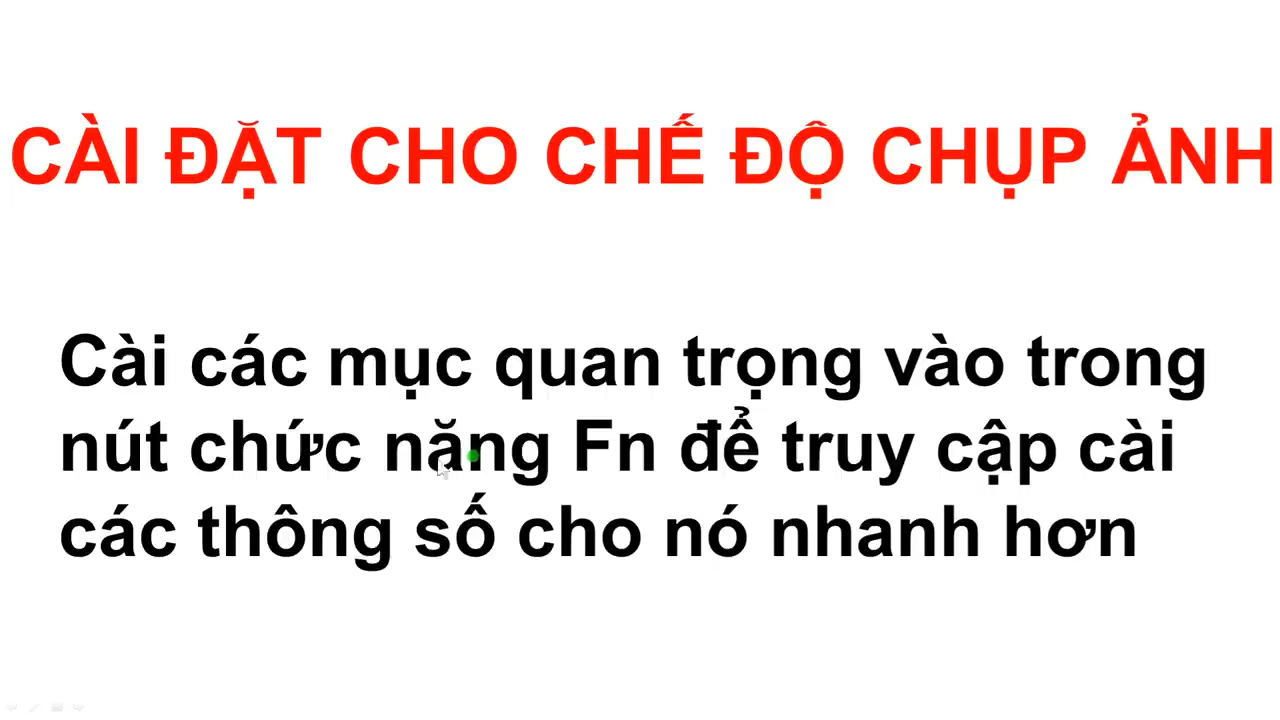 CÀI ĐẶT CHO CHẾ ĐỘ CHỤP ẢNH
Cài các mục quan trọng vào trong
nút chức năng Fn để truy cập cài
các thông số cho nó nhanh hơn